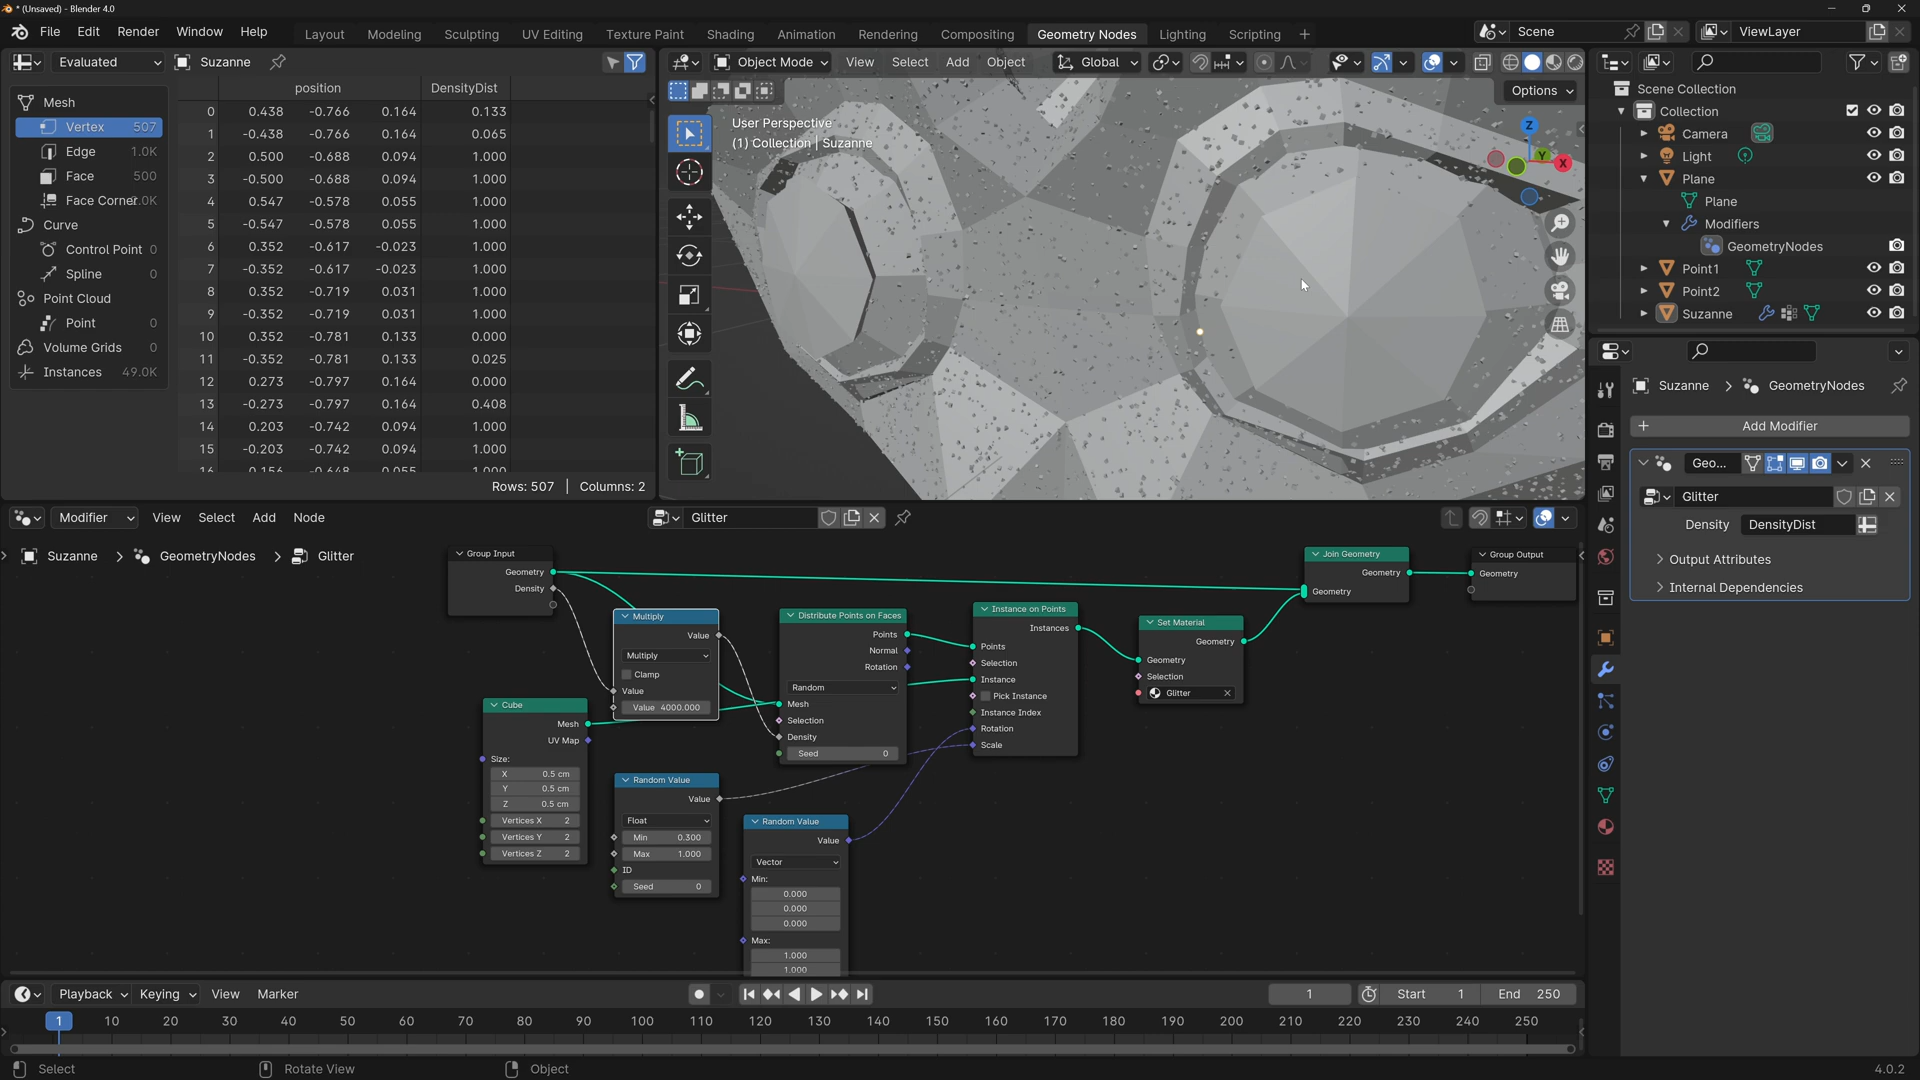 * (Unsaved) - Blender 4.0
File Edit Render Window Help
Layout Modeling Sculpting UV Editing Texture Paint Shading Animation Rendering Compositing Geometry Nodes Lighting Scripting +
Scene
ViewLayer
Evaluated
Suzanne
Object Mode View Select Add Object
Global
Options
position DensityDist
Mesh
Vertex 507
Edge 1.0K
Face 500
Face Corner 2.0K
Curve
Control Point 0
Spline 0
Point Cloud
Point 0
Volume Grids 0
Instances 49.0K
0 0.438 -0.766 0.164 0.133
1 -0.438 -0.766 0.164 0.065
2 0.500 -0.688 0.094 1.000
3 -0.500 -0.688 0.094 1.000
4 0.547 -0.578 0.055 1.000
5 -0.547 -0.578 0.055 1.000
6 0.352 -0.617 -0.023 1.000
7 -0.352 -0.617 -0.023 1.000
8 0.352 -0.719 0.031 1.000
9 -0.352 -0.719 0.031 1.000
10 0.352 -0.781 0.133 0.000
11 -0.352 -0.781 0.133 0.025
12 0.273 -0.797 0.164 0.000
13 -0.273 -0.797 0.164 0.408
14 0.203 -0.742 0.094 1.000
15 -0.203 -0.742 0.094 1.000
16 0.156 -0.648 0.055 1.000
Rows: 507 | Columns: 2
User Perspective
(1) Collection | Suzanne
Z
Y
X
Scene Collection
Collection
Camera
Light
Plane
Plane
Modifiers
GeometryNodes
Point1
Point2
Suzanne
Suzanne > GeometryNodes
+ Add Modifier
Geo...
Glitter
Density DensityDist
Output Attributes
Internal Dependencies
Modifier View Select Add Node
Glitter
Suzanne > GeometryNodes > Glitter
Group Input
Geometry
Density
Multiply
Value
Multiply
Clamp
Value
Value 4000.000
Cube
Mesh
UV Map
Size:
X 0.5 cm
Y 0.5 cm
Z 0.5 cm
Vertices X 2
Vertices Y 2
Vertices Z 2
Random Value
Value
Float
Min 0.300
Max 1.000
ID
Seed 0
Distribute Points on Faces
Points
Normal
Rotation
Random
Mesh
Selection
Density
Seed 0
Random Value
Value
Vector
Min:
0.000
0.000
0.000
Max:
1.000
1.000
Instance on Points
Instances
Points
Selection
Instance
Pick Instance
Instance Index
Rotation
Scale
Set Material
Geometry
Geometry
Selection
Glitter
Join Geometry
Geometry
Geometry
Group Output
Geometry
Playback Keying View Marker
1
Start 1
End 250
1 10 20 30 40 50 60 70 80 90 100 110 120 130 140 150 160 170 180 190 200 210 220 230 240 250
Select
Rotate View
Object
4.0.2